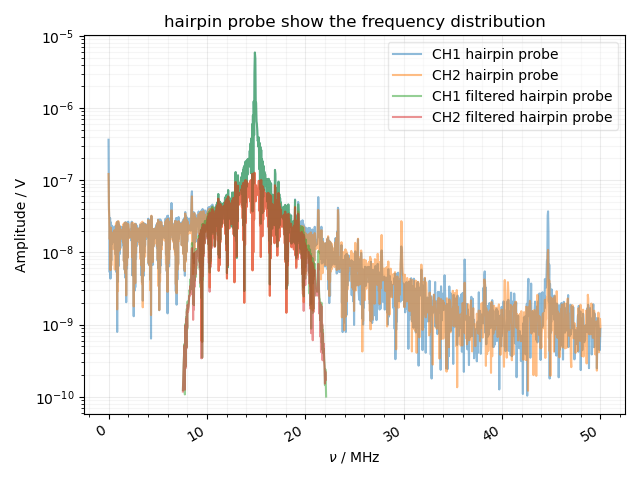 hairpin probe show the frequency distribution
CH1 hairpin probe
CH2 hairpin probe
CH1 filtered hairpin probe
CH2 filtered hairpin probe
Amplitude / V
10⁻⁵
10⁻⁶
10⁻⁷
10⁻⁸
10⁻⁹
10⁻¹⁰
0 10 20 30 40 50
ν / MHz